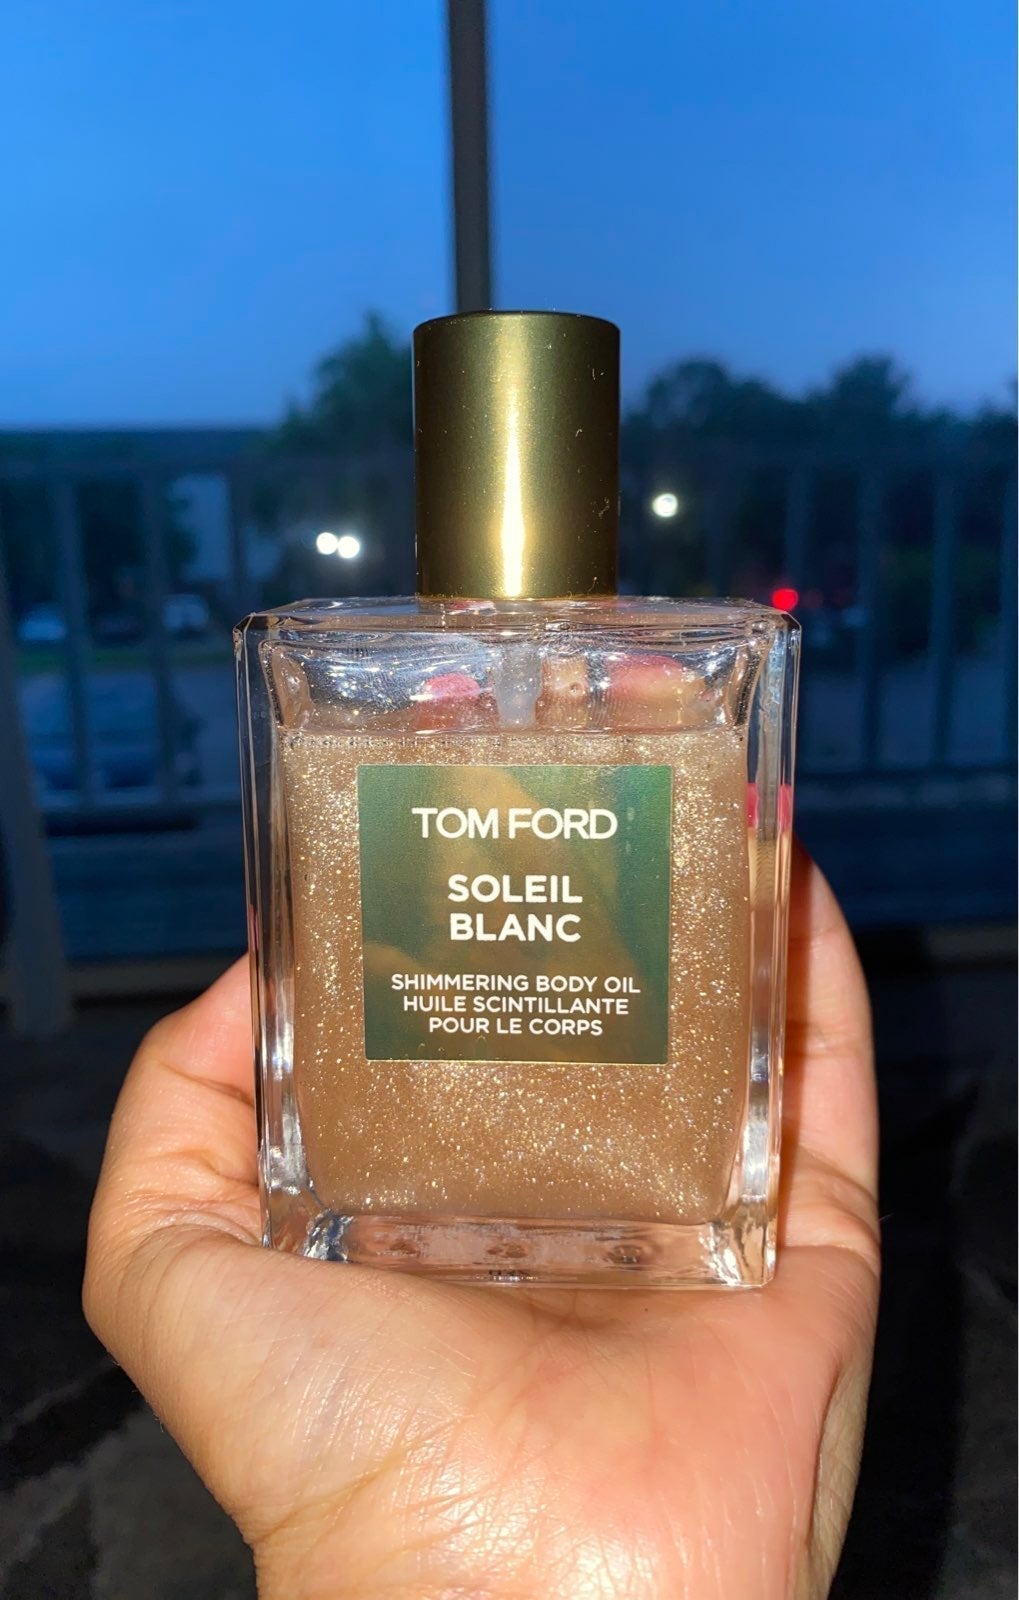 TOM FORD
SOLEIL
BLANC
SHIMMERING BODY OIL
HUILE SCINTILLANTE
POUR LE CORPS